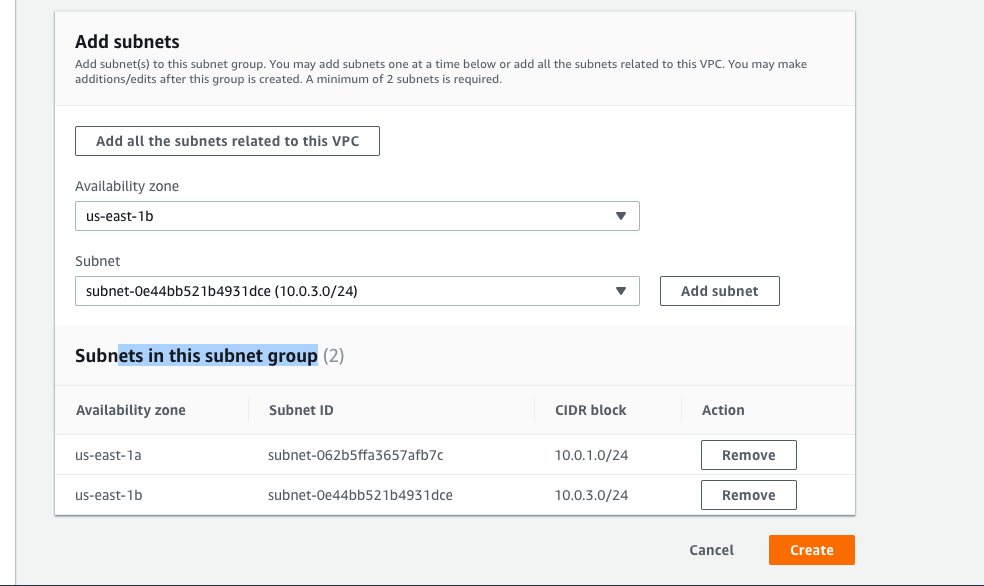 Add subnets
Add subnet(s) to this subnet group. You may add subnets one at a time below or add all the subnets related to this VPC. You may make
additions/edits after this group is created. A minimum of 2 subnets is required.
Add all the subnets related to this VPC
Availability zone
us-east-1b
Subnet
subnet-0e44bb521b4931dce (10.0.3.0/24)
Add subnet
Subnets in this subnet group (2)
Availability zone Subnet ID CIDR block Action
us-east-1a subnet-062b5ffa3657afb7c 10.0.1.0/24 Remove
us-east-1b subnet-0e44bb521b4931dce 10.0.3.0/24 Remove
Cancel Create